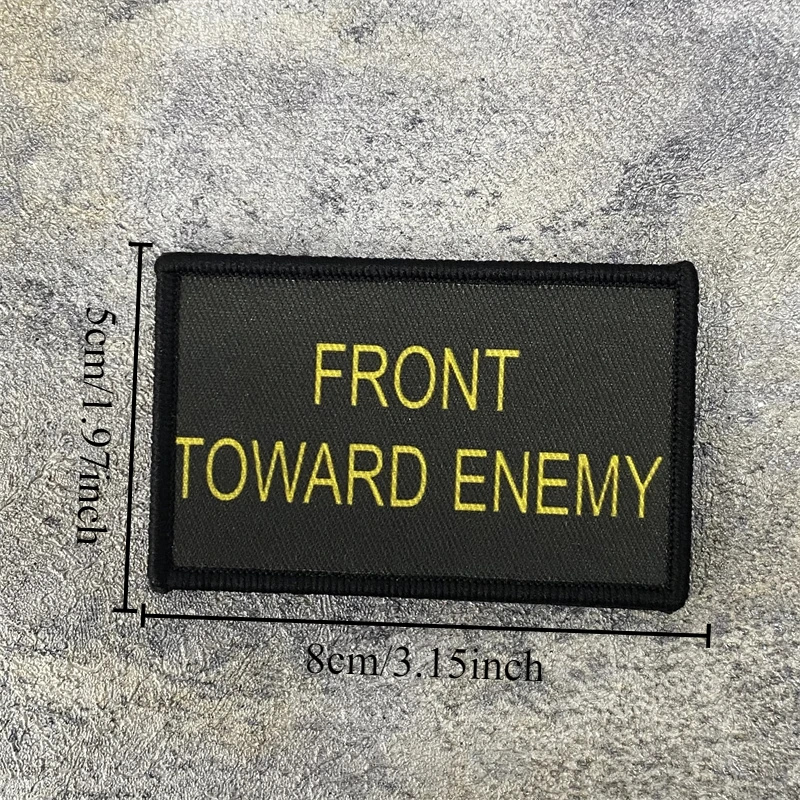 FRONT
TOWARD ENEMY
5cm/1.97inch
8cm/3.15inch